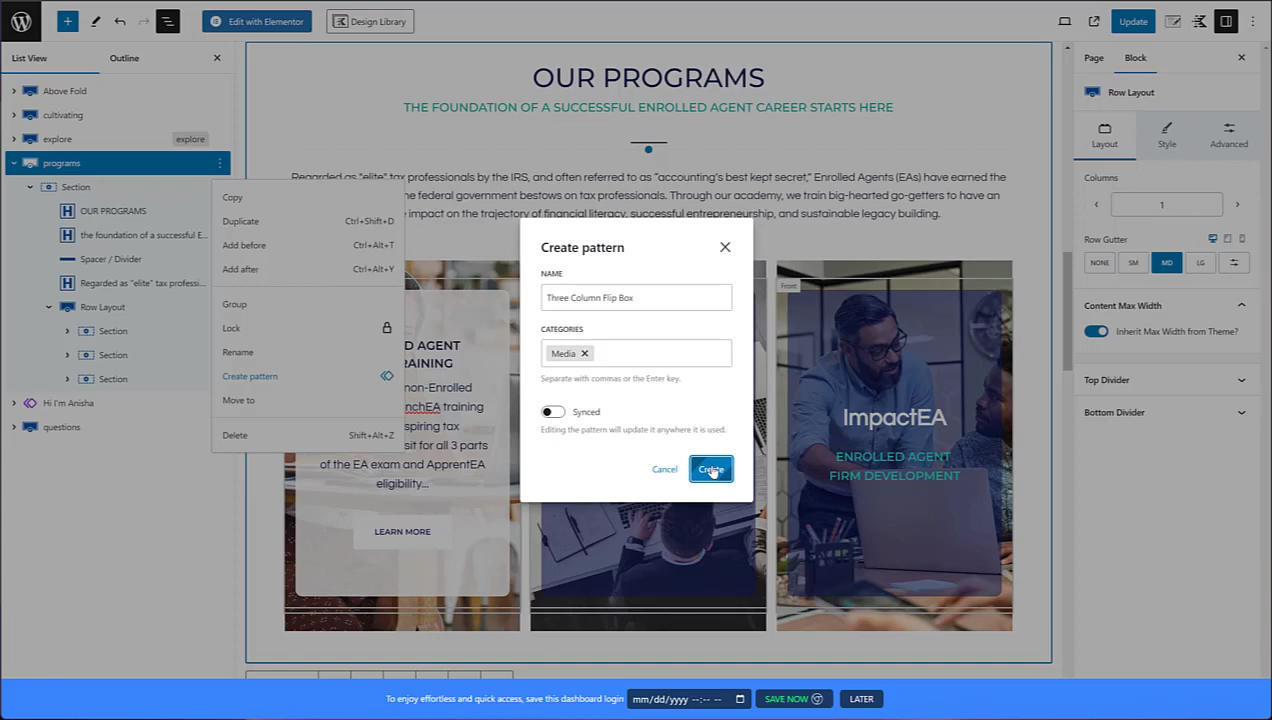 Edit with Elementor
Design Library
Update
List View
Outline
Above Fold
cultivating
explore
explore
programs
Section
OUR PROGRAMS
the foundation of a successful E...
Spacer / Divider
Regarded as "elite" tax professi...
Row Layout
Section
Section
Section
Hi I'm Anisha
questions
Copy
Duplicate Ctrl+Shift+D
Add before Ctrl+Alt+T
Add after Ctrl+Alt+Y
Group
Lock
Rename
Create pattern
Move to
Delete Shift+Alt+Z
OUR PROGRAMS
THE FOUNDATION OF A SUCCESSFUL ENROLLED AGENT CAREER STARTS HERE
Regarded as "elite" tax professionals by the IRS, and often referred to as "accounting's best kept secret," Enrolled Agents (EAs) have earned the
the federal government bestows on tax professionals. Through our academy, we train big-hearted go-getters to have an
impact on the trajectory of financial literacy, successful entrepreneurship, and sustainable legacy building.
D AGENT
TRAINING
non-Enrolled
nchEA training
spiring tax
sit for all 3 parts
of the EA exam and ApprentEA
eligibility...
LEARN MORE
Create pattern
NAME
Three Column Flip Box
CATEGORIES
Media
Separate with commas or the Enter key.
Synced
Editing the pattern will update it anywhere it is used.
Cancel
Create
Front
ImpactEA
ENROLLED AGENT
FIRM DEVELOPMENT
Page
Block
Row Layout
Layout
Style
Advanced
Columns
1
Row Gutter
NONE
SM
MD
LG
Content Max Width
Inherit Max Width from Theme?
Top Divider
Bottom Divider
To enjoy effortless and quick access, save this dashboard login
mm/dd/yyyy --:-- --
SAVE NOW
LATER